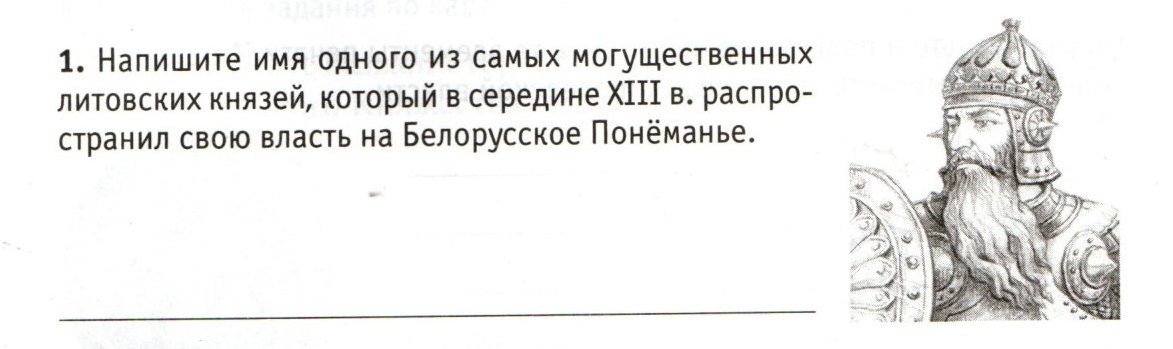 1. Напишите имя одного из самых могущественных
литовских князей, который в середине XIII в. распро-
странил свою власть на Белорусское Понёманье.